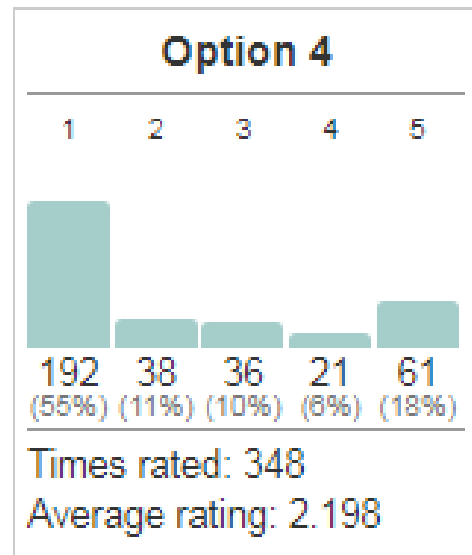 Option 4
1 2 3 4 5
192 38 36 21 61
(55%) (11%) (10%) (6%) (18%)
Times rated: 348
Average rating: 2.198